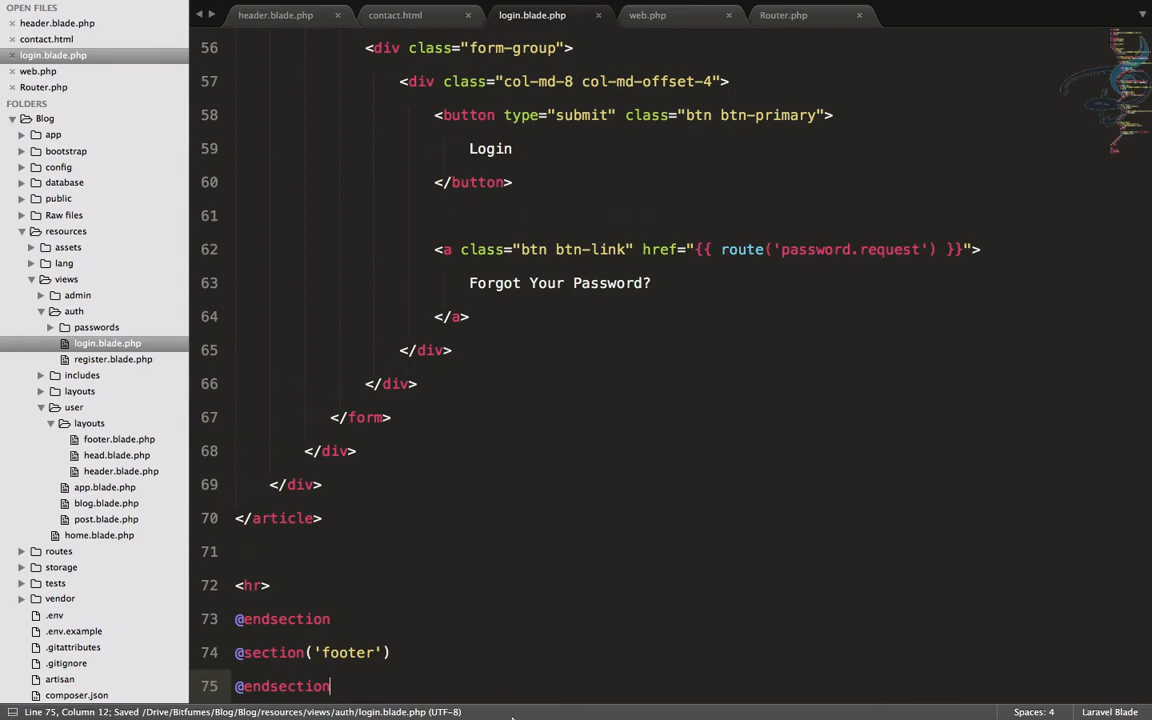 OPEN FILES
header.blade.php
contact.html
login.blade.php
web.php
Router.php
FOLDERS
Blog
app
bootstrap
config
database
public
Raw files
resources
assets
lang
views
admin
auth
passwords
login.blade.php
register.blade.php
includes
layouts
user
layouts
footer.blade.php
head.blade.php
header.blade.php
app.blade.php
blog.blade.php
post.blade.php
home.blade.php
routes
storage
tests
vendor
.env
.env.example
.gitattributes
.gitignore
artisan
composer.json
header.blade.php × contact.html × login.blade.php × web.php × Router.php ×
56 <div class="form-group">
57 <div class="col-md-8 col-md-offset-4">
58 <button type="submit" class="btn btn-primary">
59 Login
60 </button>
61
62 <a class="btn btn-link" href="{{ route('password.request') }}">
63 Forgot Your Password?
64 </a>
65 </div>
66 </div>
67 </form>
68 </div>
69 </div>
70 </article>
71
72 <hr>
73 @endsection
74 @section('footer')
75 @endsection
Line 75, Column 12; Saved /Drive/Bitfumes/Blog/Blog/resources/views/auth/login.blade.php (UTF-8) Spaces: 4 Laravel Blade